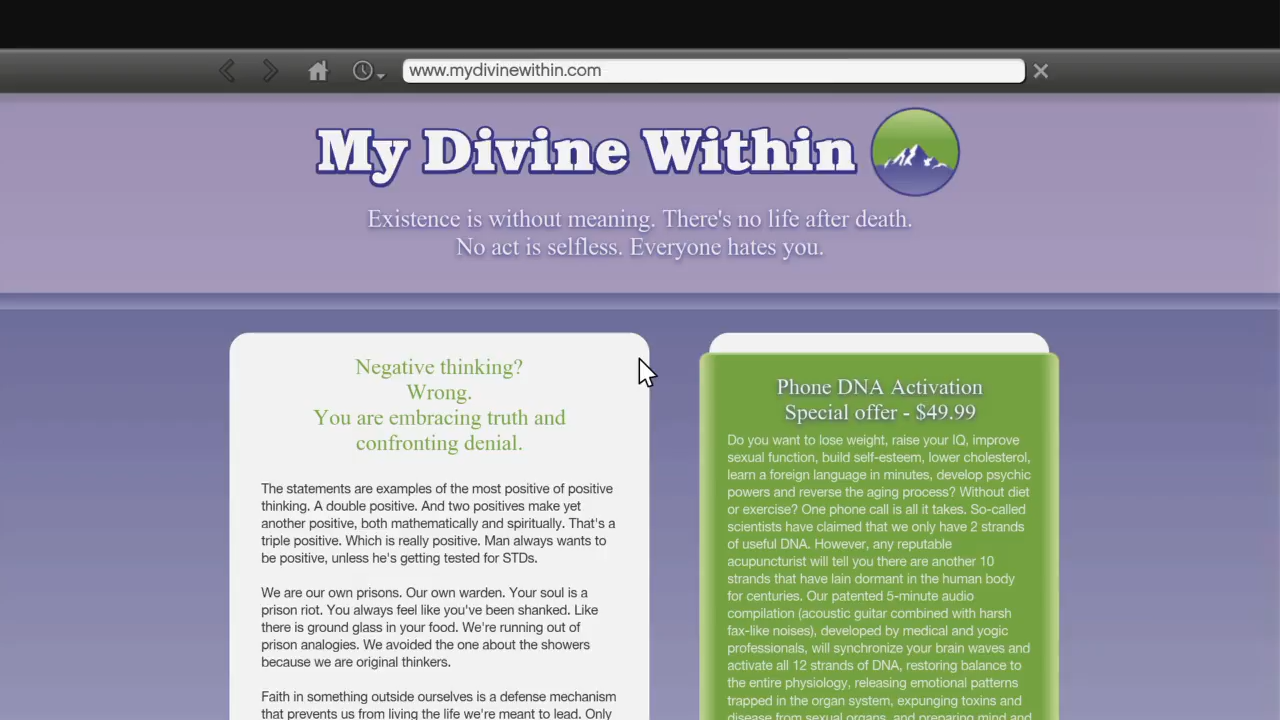 www.mydivinewithin.com
My Divine Within
Existence is without meaning. There's no life after death.
No act is selfless. Everyone hates you.
Negative thinking?
Wrong.
You are embracing truth and
confronting denial.
The statements are examples of the most positive of positive
thinking. A double positive. And two positives make yet
another positive, both mathematically and spiritually. That's a
triple positive. Which is really positive. Man always wants to
be positive, unless he's getting tested for STDs.
We are our own prisons. Our own warden. Your soul is a
prison riot. You always feel like you've been shanked. Like
there is ground glass in your food. We're running out of
prison analogies. We avoided the one about the showers
because we are original thinkers.
Faith in something outside ourselves is a defense mechanism
that prevents us from living the life we're meant to lead. Only
Phone DNA Activation
Special offer - $49.99
Do you want to lose weight, raise your IQ, improve
sexual function, build self-esteem, lower cholesterol,
learn a foreign language in minutes, develop psychic
powers and reverse the aging process? Without diet
or exercise? One phone call is all it takes. So-called
scientists have claimed that we only have 2 strands
of useful DNA. However, any reputable
acupuncturist will tell you there are another 10
strands that have lain dormant in the human body
for centuries. Our patented 5-minute audio
compilation (acoustic guitar combined with harsh
fax-like noises), developed by medical and yogic
professionals, will synchronize your brain waves and
activate all 12 strands of DNA, restoring balance to
the entire physiology, releasing emotional patterns
trapped in the organ system, expunging toxins and
disease from sexual organs, and preparing mind and